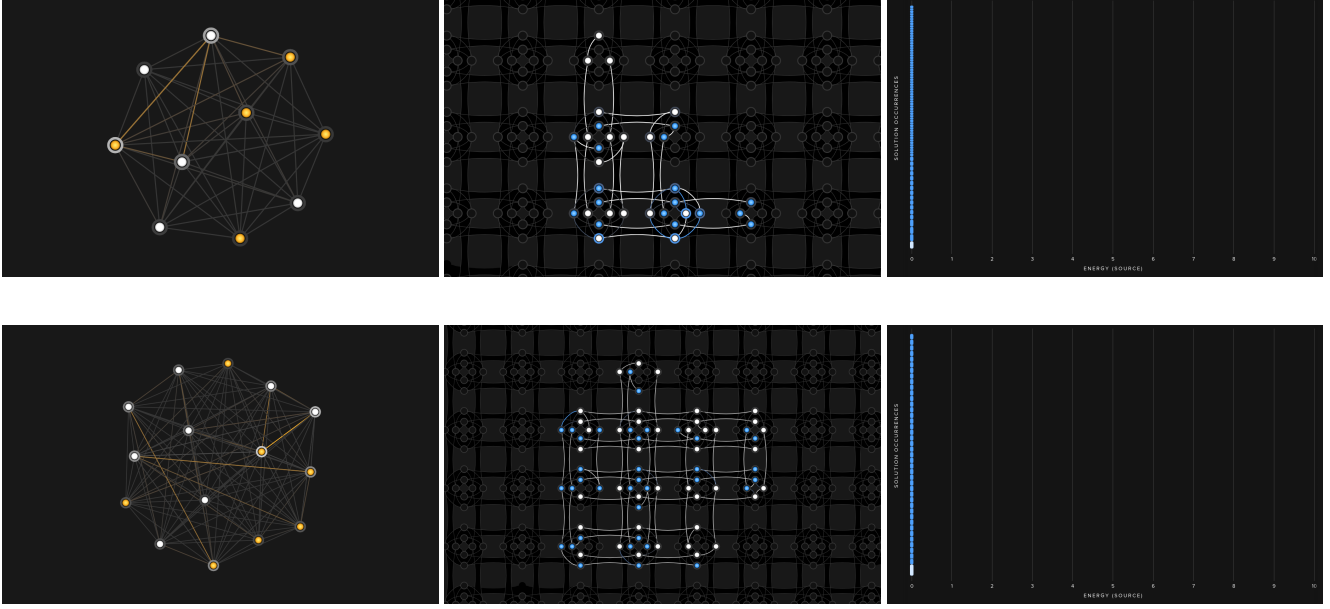 SOLUTION OCCURRENCES
0 1 2 3 4 5 6 7 8 9 10
ENERGY (SOURCE)
SOLUTION OCCURRENCES
0 1 2 3 4 5 6 7 8 9 10
ENERGY (SOURCE)